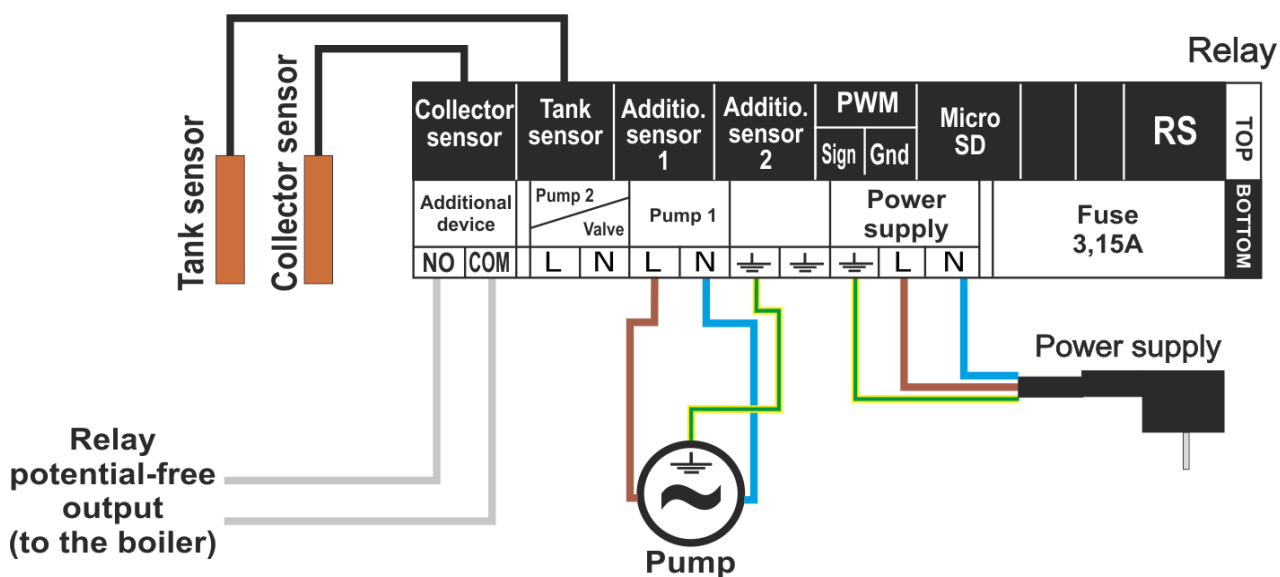 Relay
Tank sensor
Collector sensor
Collector
sensor
Tank
sensor
Additio.
sensor
1
Additio.
sensor
2
PWM
Sign
Gnd
Micro
SD
RS
TOP
Additional
device
Pump 2
Valve
Pump 1
Power
supply
Fuse
3,15A
BOTTOM
NO COM L N L N L N
Power supply
Relay
potential-free
output
(to the boiler)
Pump